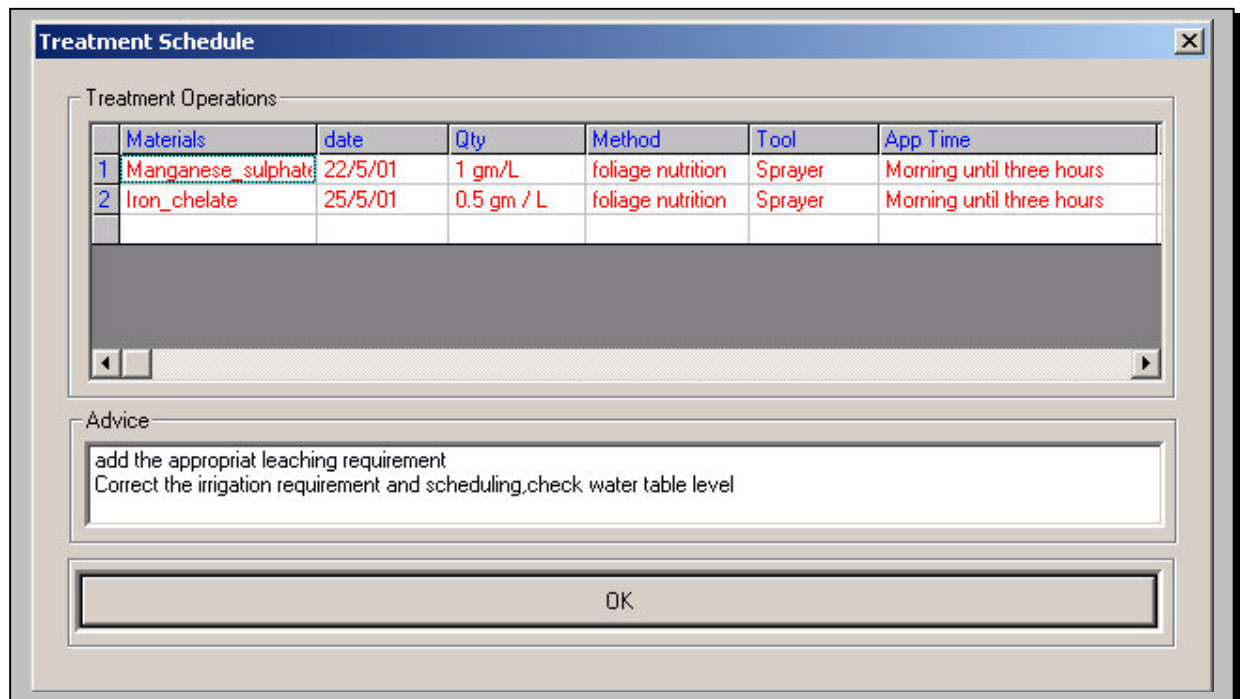 Treatment Schedule
Treatment Operations
Materials date Qty Method Tool App Time
1 Manganese_sulphate 22/5/01 1 gm/L foliage nutrition Sprayer Morning until three hours
2 Iron_chelate 25/5/01 0.5 gm / L foliage nutrition Sprayer Morning until three hours
Advice
add the appropriat leaching requirement
Correct the irrigation requirement and scheduling,check water table level
OK